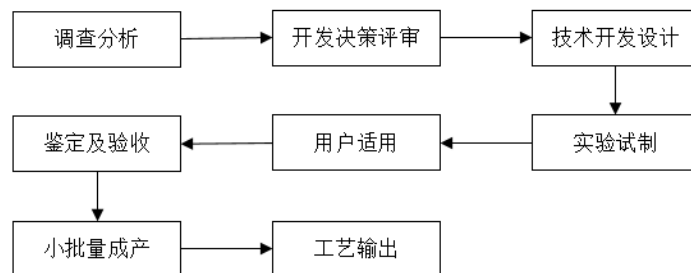 调查分析
开发决策评审
技术开发设计
鉴定及验收
用户适用
实验试制
小批量成产
工艺输出